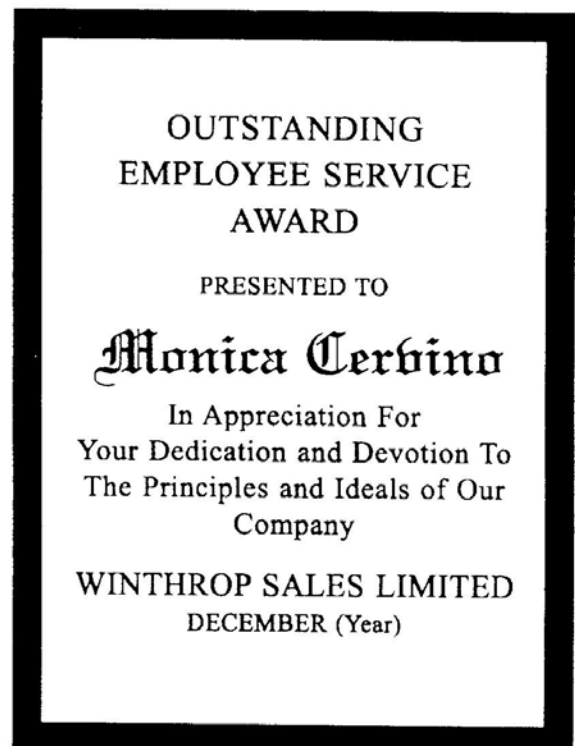 OUTSTANDING
EMPLOYEE SERVICE
AWARD
PRESENTED TO
Monica Cervino
In Appreciation For
Your Dedication and Devotion To
The Principles and Ideals of Our
Company
WINTHROP SALES LIMITED
DECEMBER (Year)